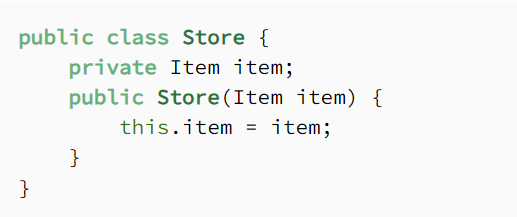 public class Store {
    private Item item;
    public Store(Item item) {
        this.item = item;
    }
}